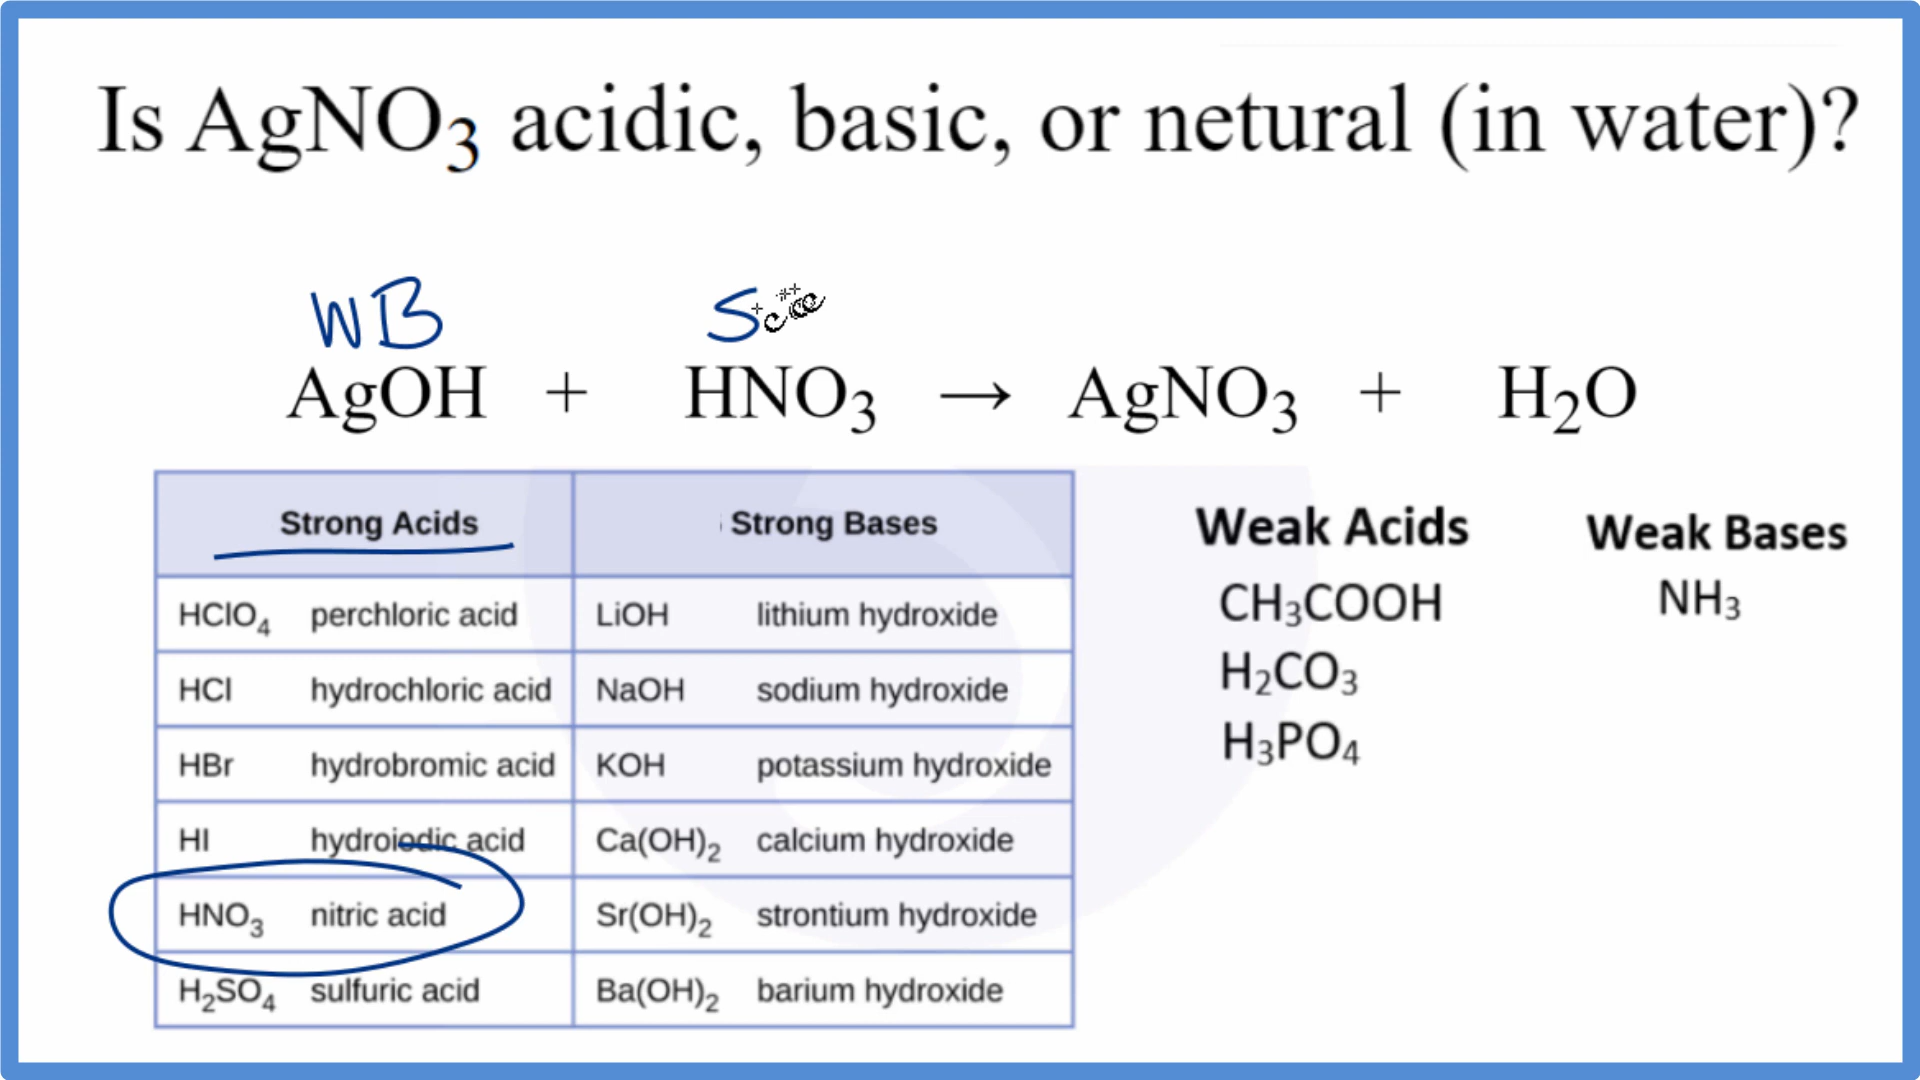 Is AgNO₃ acidic, basic, or netural (in water)?
WB S
AgOH + HNO₃ → AgNO₃ + H₂O
Strong Acids Strong Bases
HClO₄ perchloric acid LiOH lithium hydroxide
HCl hydrochloric acid NaOH sodium hydroxide
HBr hydrobromic acid KOH potassium hydroxide
HI hydroiodic acid Ca(OH)₂ calcium hydroxide
HNO₃ nitric acid Sr(OH)₂ strontium hydroxide
H₂SO₄ sulfuric acid Ba(OH)₂ barium hydroxide
Weak Acids
CH₃COOH
H₂CO₃
H₃PO₄
Weak Bases
NH₃